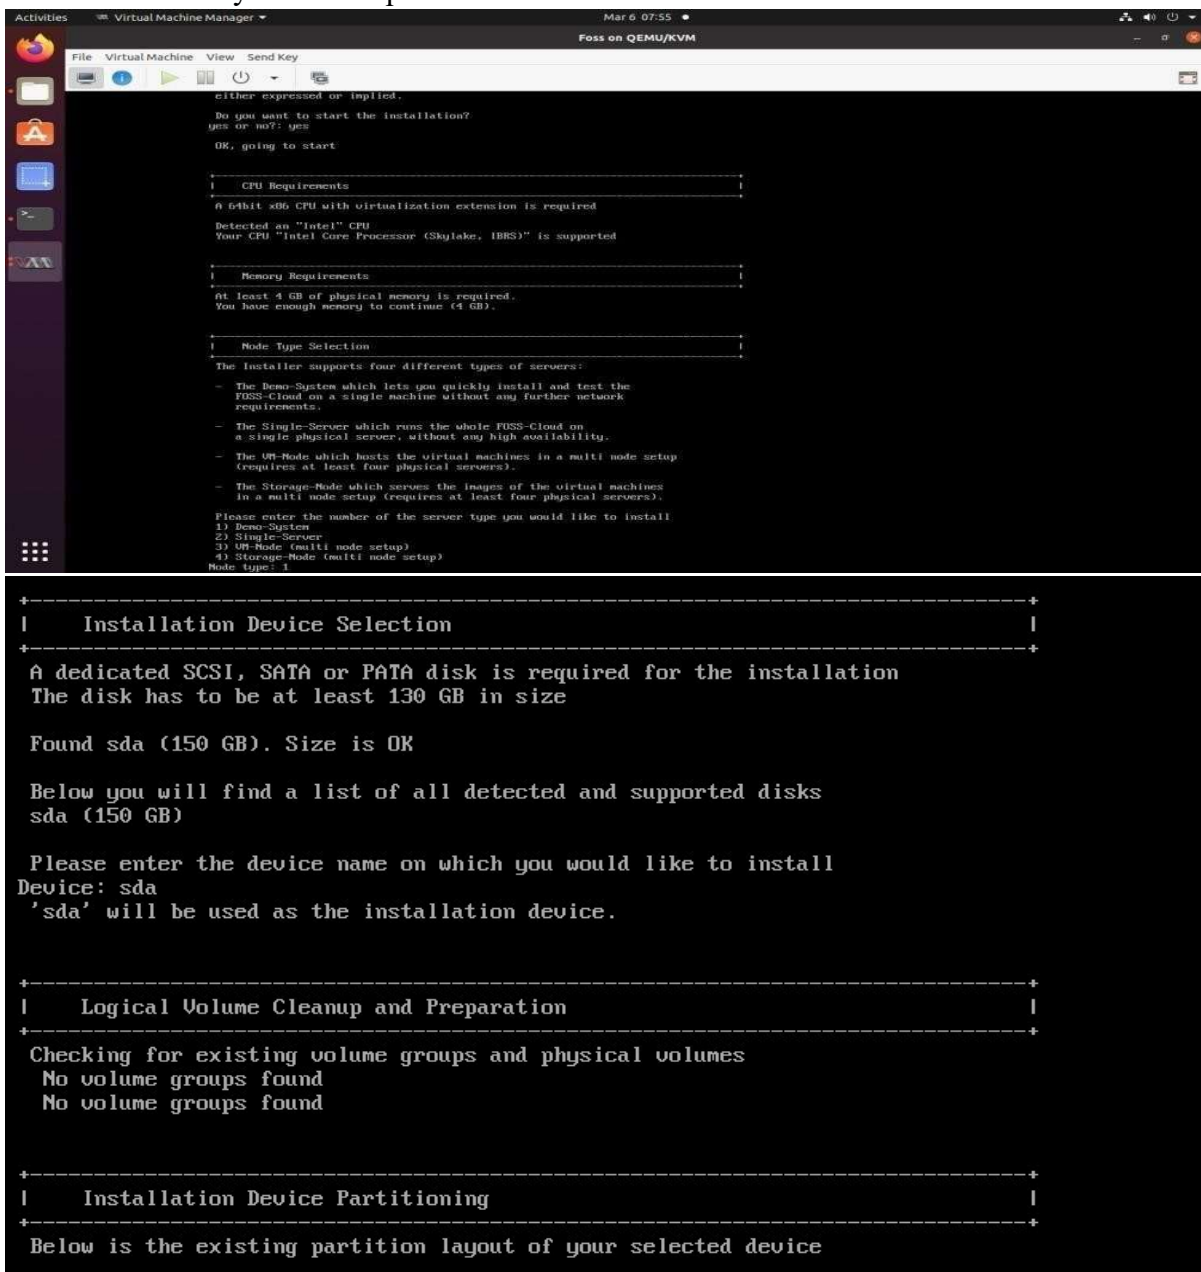 Activities Virtual Machine Manager Mar 6 07:55
Foss on QEMU/KVM
File Virtual Machine View Send Key
either expressed or implied.
Do you want to start the installation?
yes or no?: yes
OK, going to start
CPU Requirements
A 64bit x86 CPU with virtualization extension is required
Detected an "Intel" CPU
Your CPU "Intel Core Processor (Skylake, IBRS)" is supported
Memory Requirements
At least 4 GB of physical memory is required.
You have enough memory to continue (4 GB).
Node Type Selection
The Installer supports four different types of servers:
- The Demo-System which lets you quickly install and test the
FOSS-Cloud on a single machine without any further network
requirements.
- The Single-Server which runs the whole FOSS-Cloud on
a single physical server, without any high availability.
- The VM-Node which hosts the virtual machines in a multi node setup
(requires at least four physical servers).
- The Storage-Node which serves the images of the virtual machines
in a multi node setup (requires at least four physical servers).
Please enter the number of the server type you would like to install
1) Demo-System
2) Single-Server
3) VM-Node (multi node setup)
4) Storage-Node (multi node setup)
Node type: 1
Installation Device Selection
A dedicated SCSI, SATA or PATA disk is required for the installation
The disk has to be at least 130 GB in size
Found sda (150 GB). Size is OK
Below you will find a list of all detected and supported disks
sda (150 GB)
Please enter the device name on which you would like to install
Device: sda
'sda' will be used as the installation device.
Logical Volume Cleanup and Preparation
Checking for existing volume groups and physical volumes
No volume groups found
No volume groups found
Installation Device Partitioning
Below is the existing partition layout of your selected device